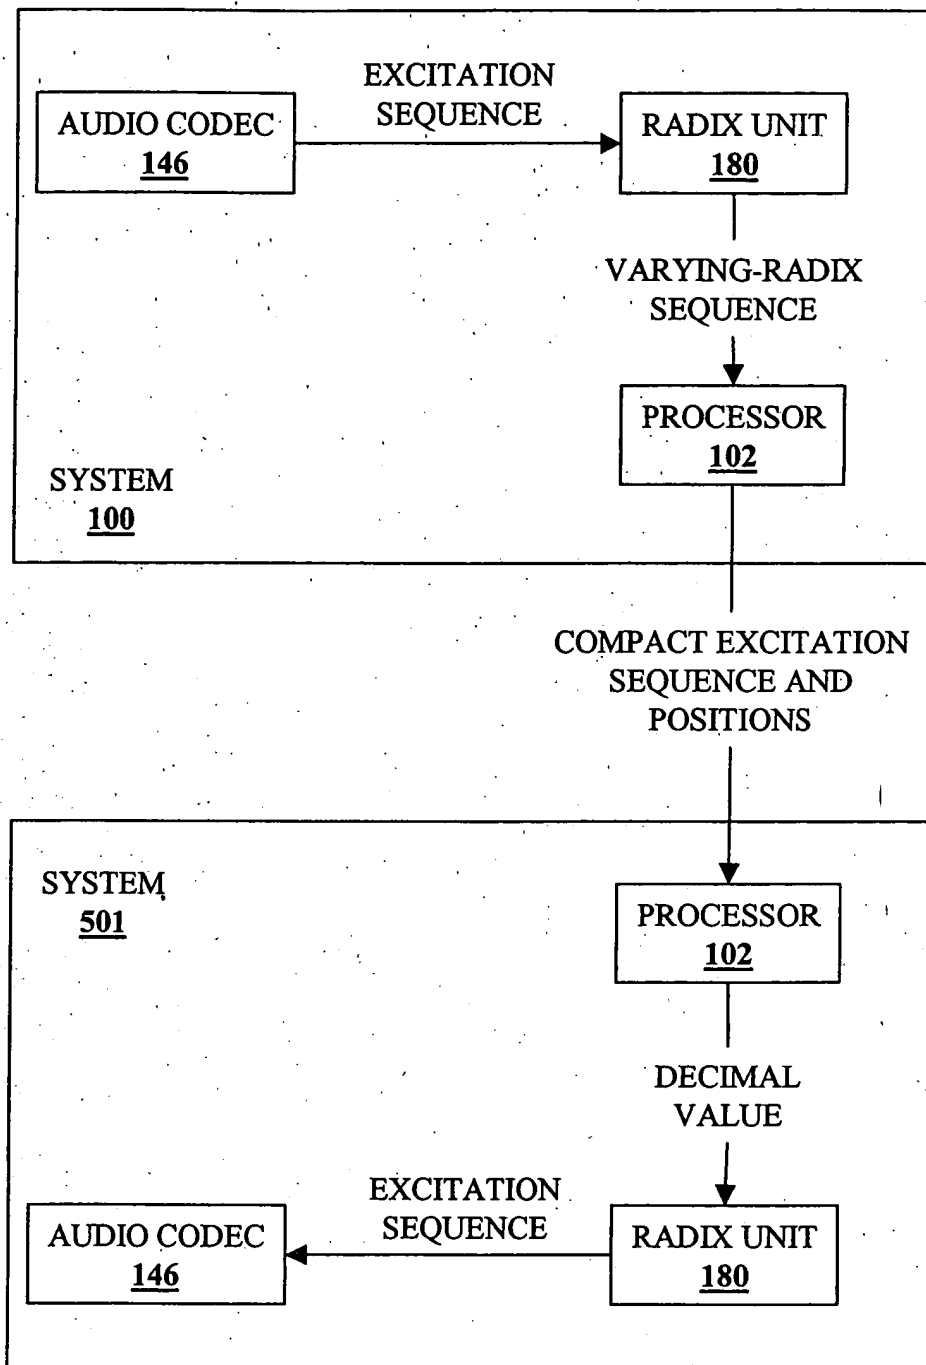 EXCITATION
SEQUENCE
AUDIO CODEC
146
RADIX UNIT
180
VARYING-RADIX
SEQUENCE
PROCESSOR
102
SYSTEM
100
COMPACT EXCITATION
SEQUENCE AND
POSITIONS
SYSTEM
501
PROCESSOR
102
DECIMAL
VALUE
EXCITATION
SEQUENCE
AUDIO CODEC
146
RADIX UNIT
180